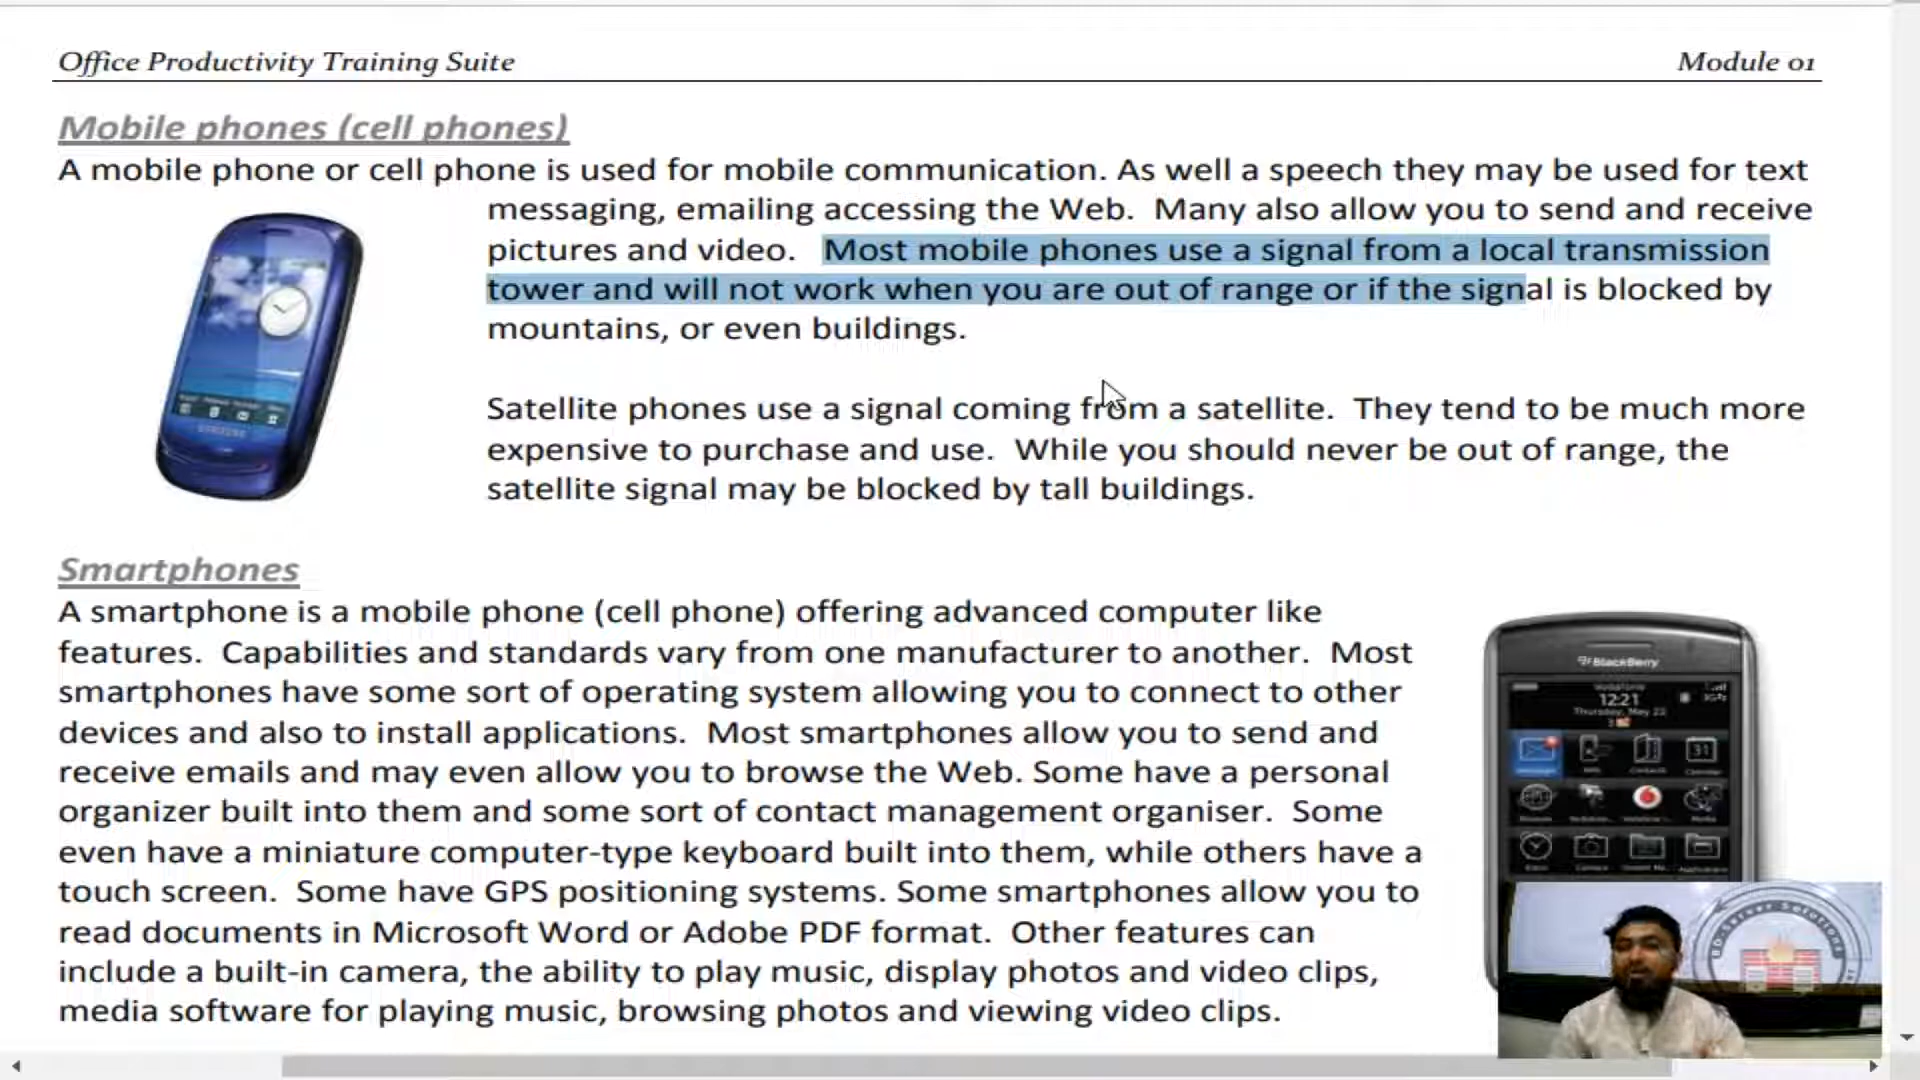 Office Productivity Training Suite
Module 01
Mobile phones (cell phones)
A mobile phone or cell phone is used for mobile communication. As well a speech they may be used for text
messaging, emailing accessing the Web. Many also allow you to send and receive
pictures and video. Most mobile phones use a signal from a local transmission
tower and will not work when you are out of range or if the signal is blocked by
mountains, or even buildings.
SAMSUNG
Satellite phones use a signal coming from a satellite. They tend to be much more
expensive to purchase and use. While you should never be out of range, the
satellite signal may be blocked by tall buildings.
Smartphones
A smartphone is a mobile phone (cell phone) offering advanced computer like
features. Capabilities and standards vary from one manufacturer to another. Most
smartphones have some sort of operating system allowing you to connect to other
devices and also to install applications. Most smartphones allow you to send and
receive emails and may even allow you to browse the Web. Some have a personal
organizer built into them and some sort of contact management organiser. Some
even have a miniature computer-type keyboard built into them, while others have a
touch screen. Some have GPS positioning systems. Some smartphones allow you to
read documents in Microsoft Word or Adobe PDF format. Other features can
include a built-in camera, the ability to play music, display photos and video clips,
media software for playing music, browsing photos and viewing video clips.
BlackBerry
12:21
Thursday, May 22
31